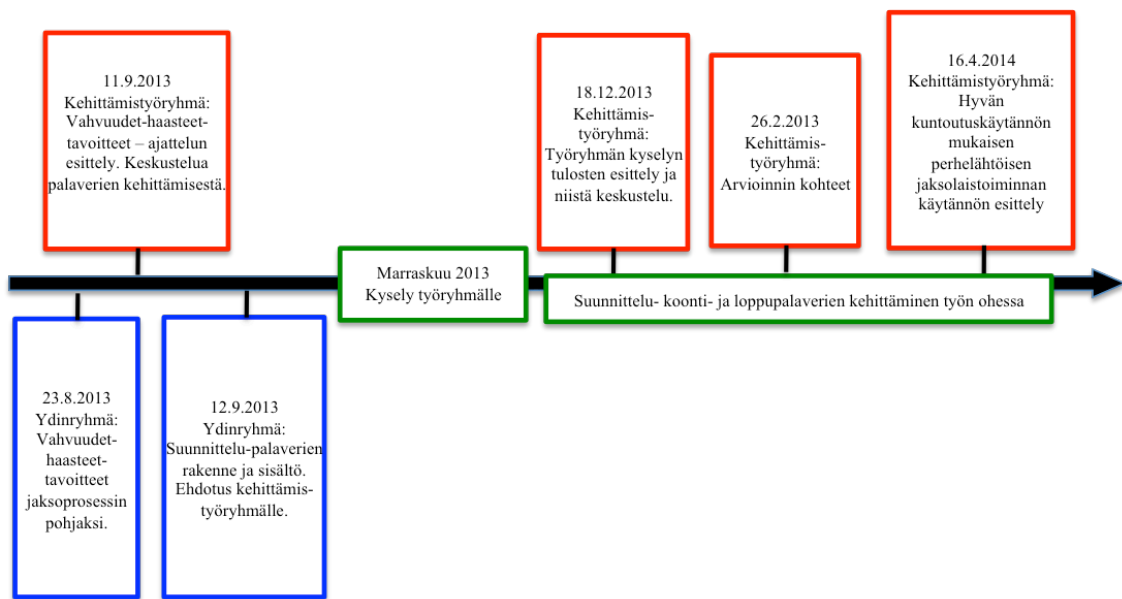 11.9.2013
Kehittämistyöryhmä:
Vahvuudet-haasteet-
tavoitteet – ajattelun
esittely. Keskustelua
palaverien kehittämisestä.
18.12.2013
Kehittämis-
työryhmä:
Työryhmän kyselyn
tulosten esittely ja
niistä keskustelu.
26.2.2013
Kehittämis-
työryhmä:
Arvioinnin kohteet
16.4.2014
Kehittämistyöryhmä:
Hyvän
kuntoutuskäytännön
mukaisen
perhelähtöisen
jaksolaistoiminnan
käytännön esittely
Marraskuu 2013
Kysely työryhmälle
Suunnittelu- koonti- ja loppupalaverien kehittäminen työn ohessa
23.8.2013
Ydinryhmä:
Vahvuudet-
haasteet-
tavoitteet
jaksoprosessin
pohjaksi.
12.9.2013
Ydinryhmä:
Suunnittelu-palaverien
rakenne ja sisältö.
Ehdotus kehittämis-
työryhmälle.